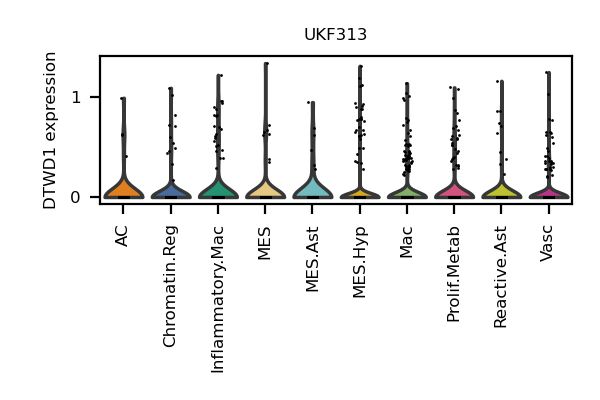 UKF313
DTWD1 expression
1
0
AC
Chromatin.Reg
Inflammatory.Mac
MES
MES.Ast
MES.Hyp
Mac
Prolif.Metab
Reactive.Ast
Vasc